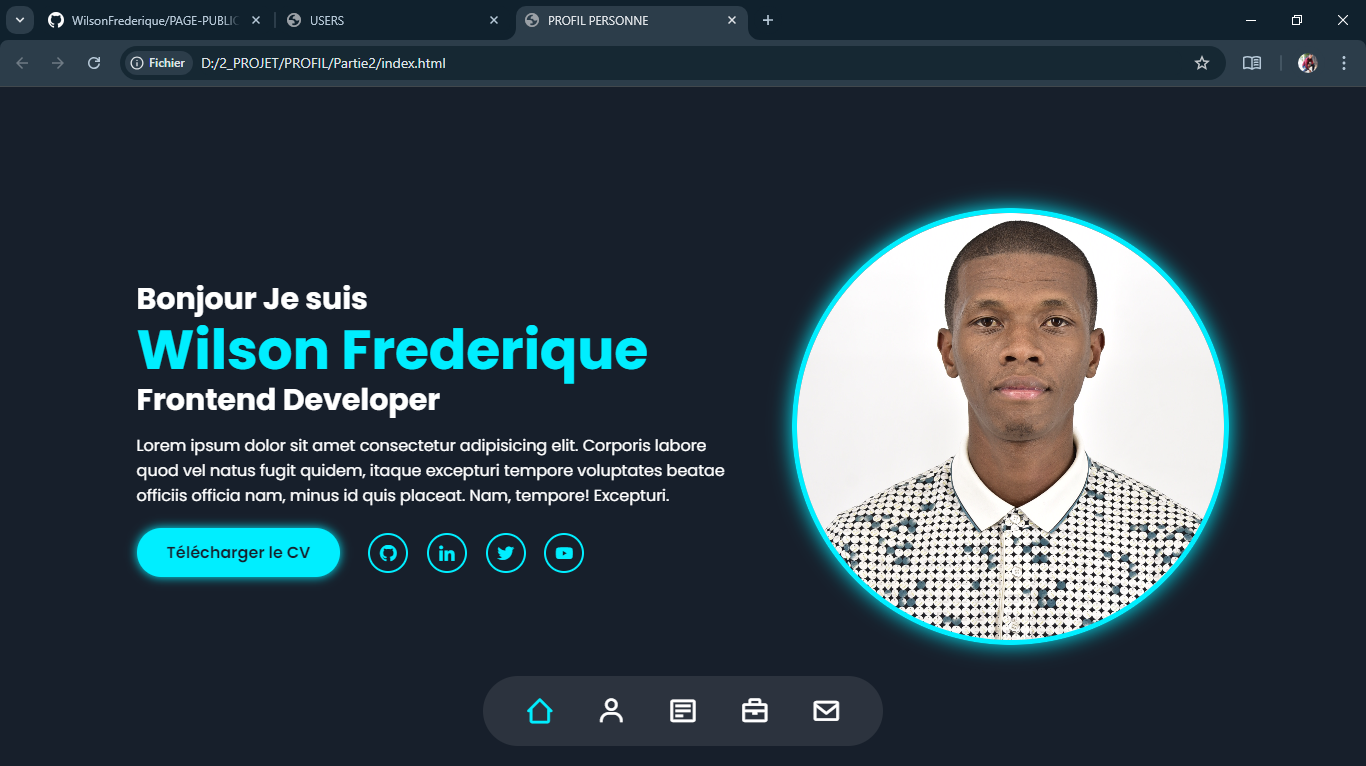 WilsonFrederique/PAGE-PUBLIC
USERS
PROFIL PERSONNE
Fichier
D:/2_PROJET/PROFIL/Partie2/index.html
Bonjour Je suis
Wilson Frederique
Frontend Developer
Lorem ipsum dolor sit amet consectetur adipisicing elit. Corporis labore
quod vel natus fugit quidem, itaque excepturi tempore voluptates beatae
officiis officia nam, minus id quis placeat. Nam, tempore! Excepturi.
Télécharger le CV
in